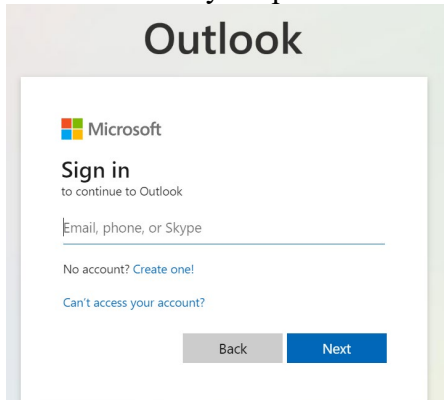 Outlook
Microsoft
Sign in
to continue to Outlook
Email, phone, or Skype
No account? Create one!
Can't access your account?
Back Next